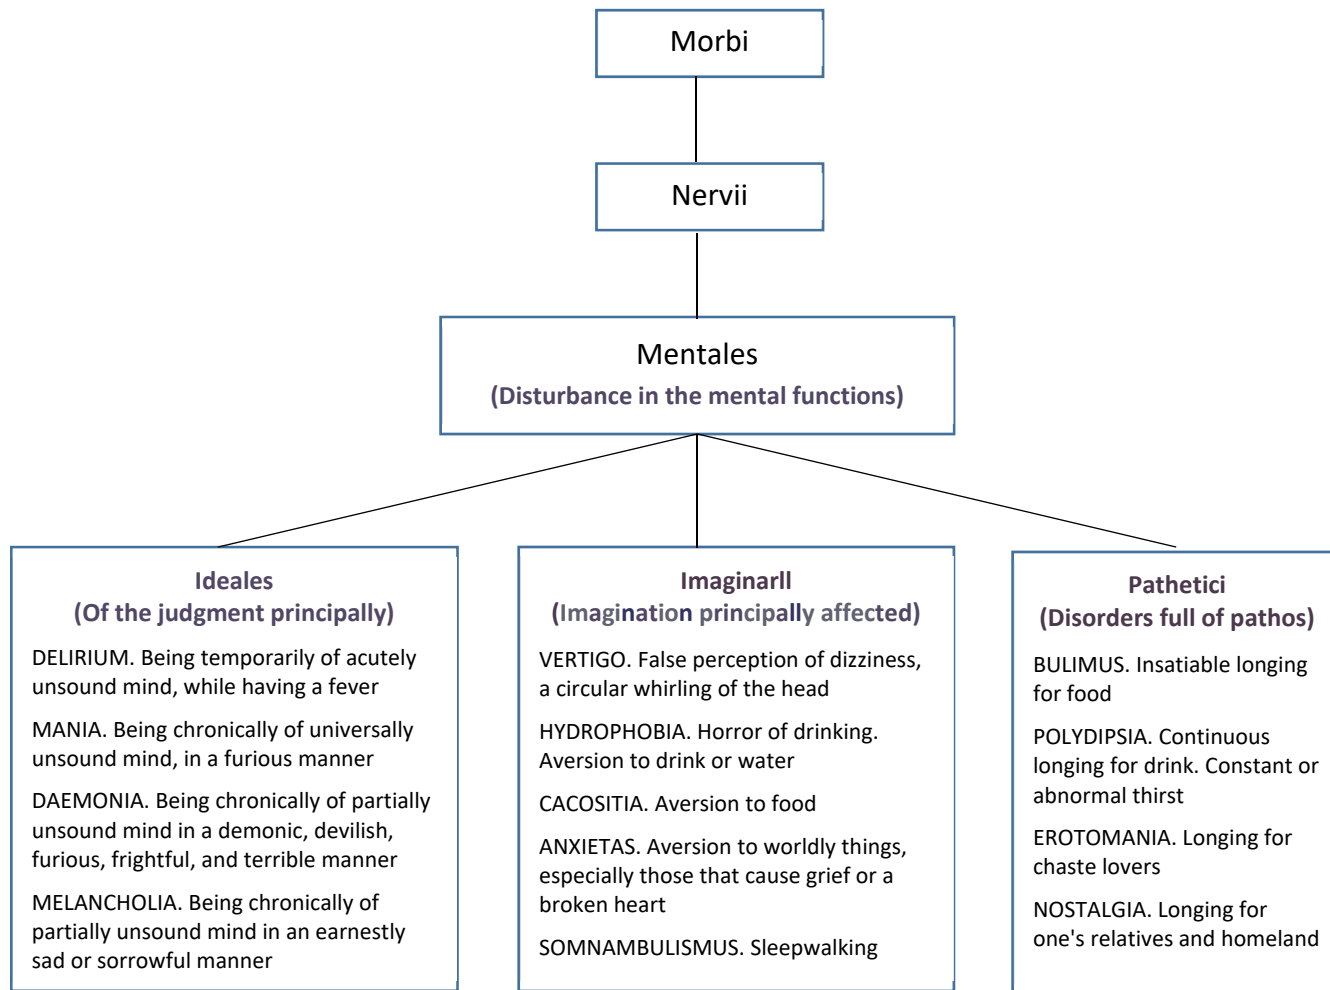 Morbi
Nervii
Mentales
(Disturbance in the mental functions)
Ideales
(Of the judgment principally)
DELIRIUM. Being temporarily of acutely
unsound mind, while having a fever
MANIA. Being chronically of universally
unsound mind, in a furious manner
DAEMONIA. Being chronically of partially
unsound mind in a demonic, devilish,
furious, frightful, and terrible manner
MELANCHOLIA. Being chronically of
partially unsound mind in an earnestly
sad or sorrowful manner
Imaginarll
(Imagination principally affected)
VERTIGO. False perception of dizziness,
a circular whirling of the head
HYDROPHOBIA. Horror of drinking.
Aversion to drink or water
CACOSITIA. Aversion to food
ANXIETAS. Aversion to worldly things,
especially those that cause grief or a
broken heart
SOMNAMBULISMUS. Sleepwalking
Pathetici
(Disorders full of pathos)
BULIMUS. Insatiable longing
for food
POLYDIPSIA. Continuous
longing for drink. Constant or
abnormal thirst
EROTOMANIA. Longing for
chaste lovers
NOSTALGIA. Longing for
one's relatives and homeland